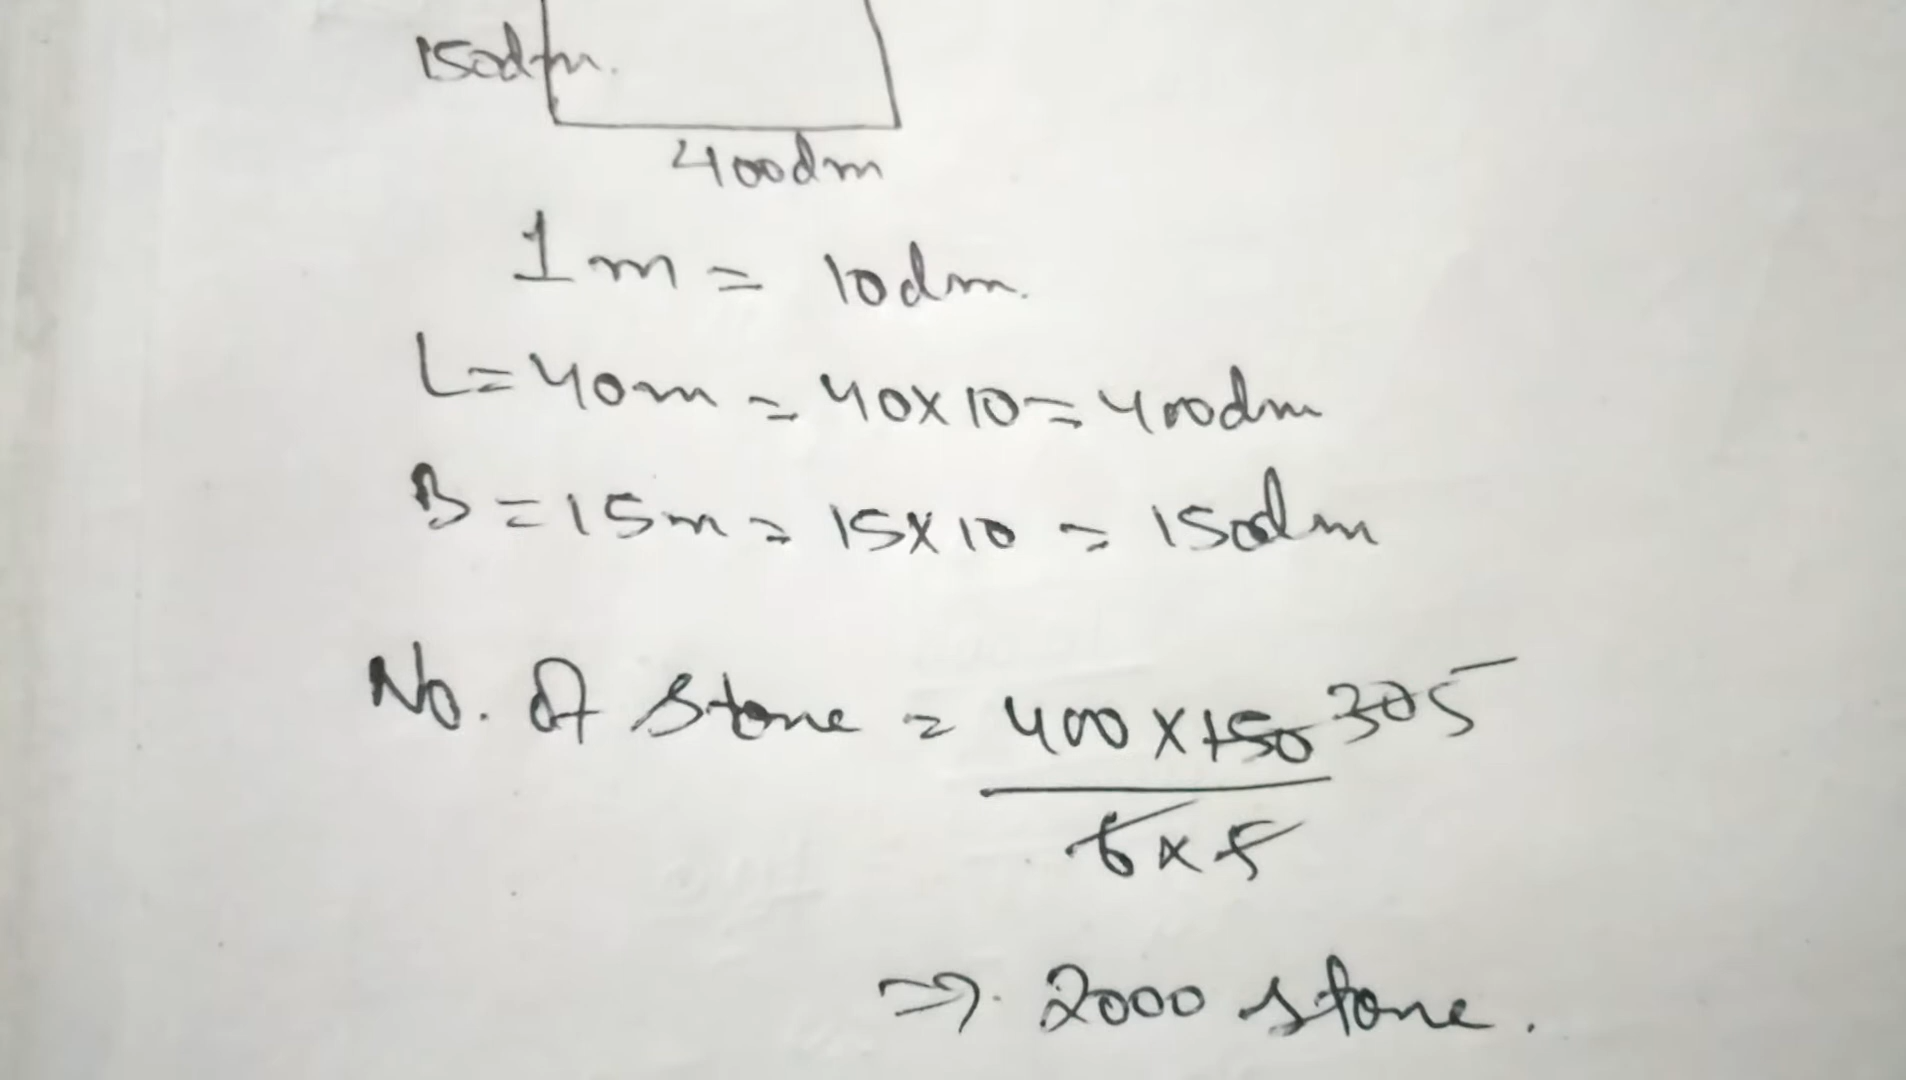 150dm.
400dm
1m = 10dm.
L = 40m = 40 x 10 = 400dm
B = 15m = 15 x 10 = 150dm
No. of stone = 400 x 150 30 5
6 x 5
=> 2000 stone.